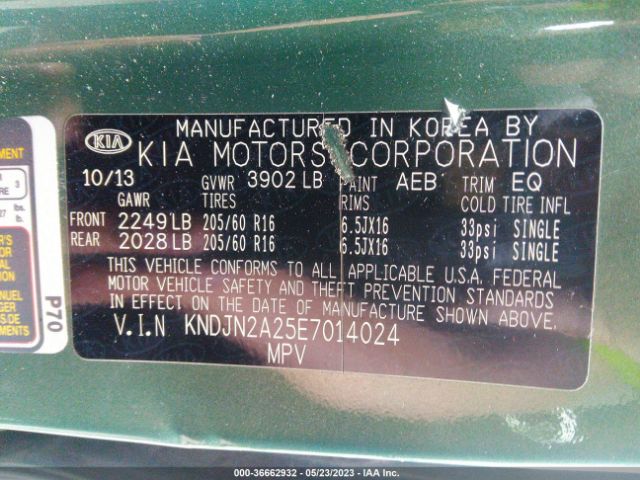 MANUFACTURED IN KOREA BY
KIA KIA MOTORS CORPORATION
10/13 GVWR 3902 LB PAINT AEB TRIM EQ
GAWR TIRES RIMS COLD TIRE INFL
FRONT 2249 LB 205/60 R16 6.5JX16 33psi SINGLE
REAR 2028 LB 205/60 R16 6.5JX16 33psi SINGLE
THIS VEHICLE CONFORMS TO ALL APPLICABLE U.S.A. FEDERAL
MOTOR VEHICLE SAFETY AND THEFT PREVENTION STANDARDS
IN EFFECT ON THE DATE OF MANUFACTURE SHOWN ABOVE.
V.I.N KNDJN2A25E7014024
MPV
P70
000-36662932 - 05/23/2023 - IAA Inc.